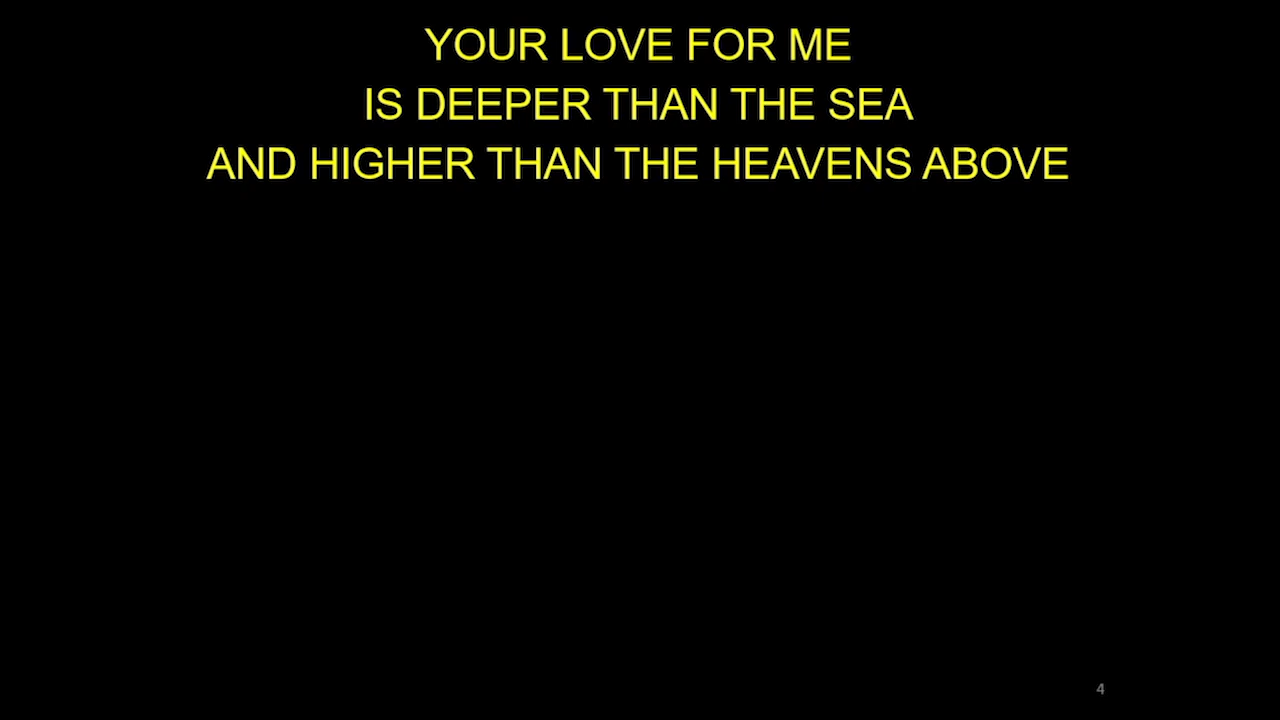 YOUR LOVE FOR ME
IS DEEPER THAN THE SEA
AND HIGHER THAN THE HEAVENS ABOVE
4